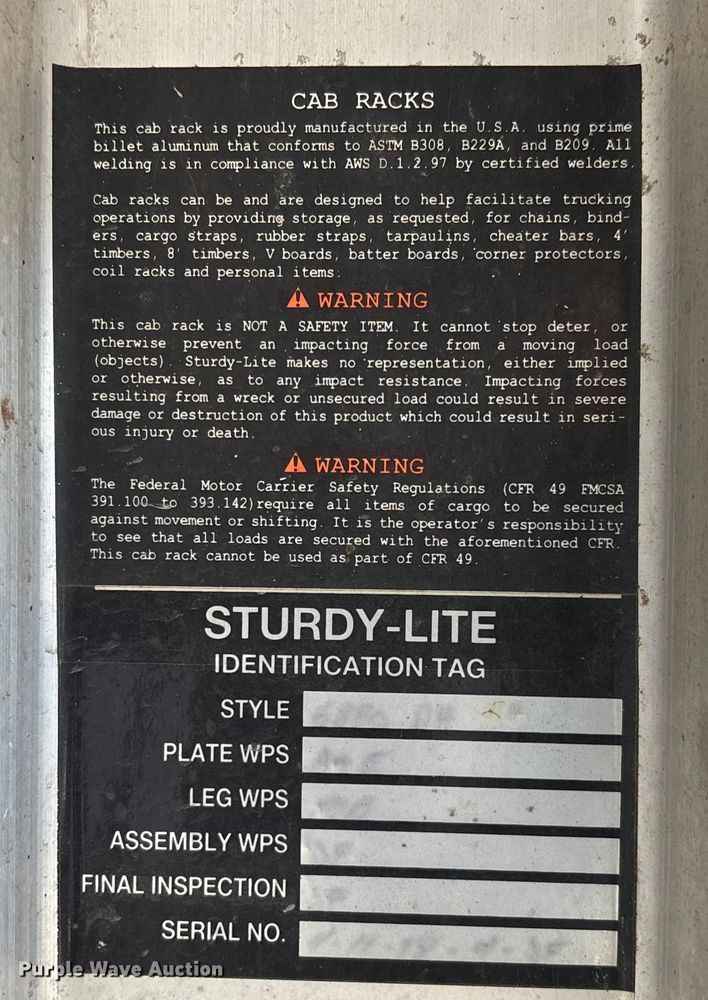 CAB RACKS
This cab rack is proudly manufactured in the U.S.A. using prime
billet aluminum that conforms to ASTM B308, B229A, and B209. All
welding is in compliance with AWS D.1.2.97 by certified welders.
Cab racks can be and are designed to help facilitate trucking
operations by providing storage, as requested, for chains, bind-
ers, cargo straps, rubber straps, tarpaulins, cheater bars, 4'
timbers, 8' timbers, V boards, batter boards, corner protectors,
coil racks and personal items.
WARNING
This cab rack is NOT A SAFETY ITEM. It cannot stop deter, or
otherwise prevent an impacting force from a moving load
(objects). Sturdy-Lite makes no representation, either implied
or otherwise, as to any impact resistance. Impacting forces
resulting from a wreck or unsecured load could result in severe
damage or destruction of this product which could result in seri-
ous injury or death.
WARNING
The Federal Motor Carrier Safety Regulations (CFR 49 FMCSA
391.100 to 393.142)require all items of cargo to be secured
against movement or shifting. It is the operator's responsibility
to see that all loads are secured with the aforementioned CFR.
This cab rack cannot be used as part of CFR 49.
STURDY-LITE
IDENTIFICATION TAG
STYLE
PLATE WPS
LEG WPS
ASSEMBLY WPS
FINAL INSPECTION
SERIAL NO.
Purple Wave Auction